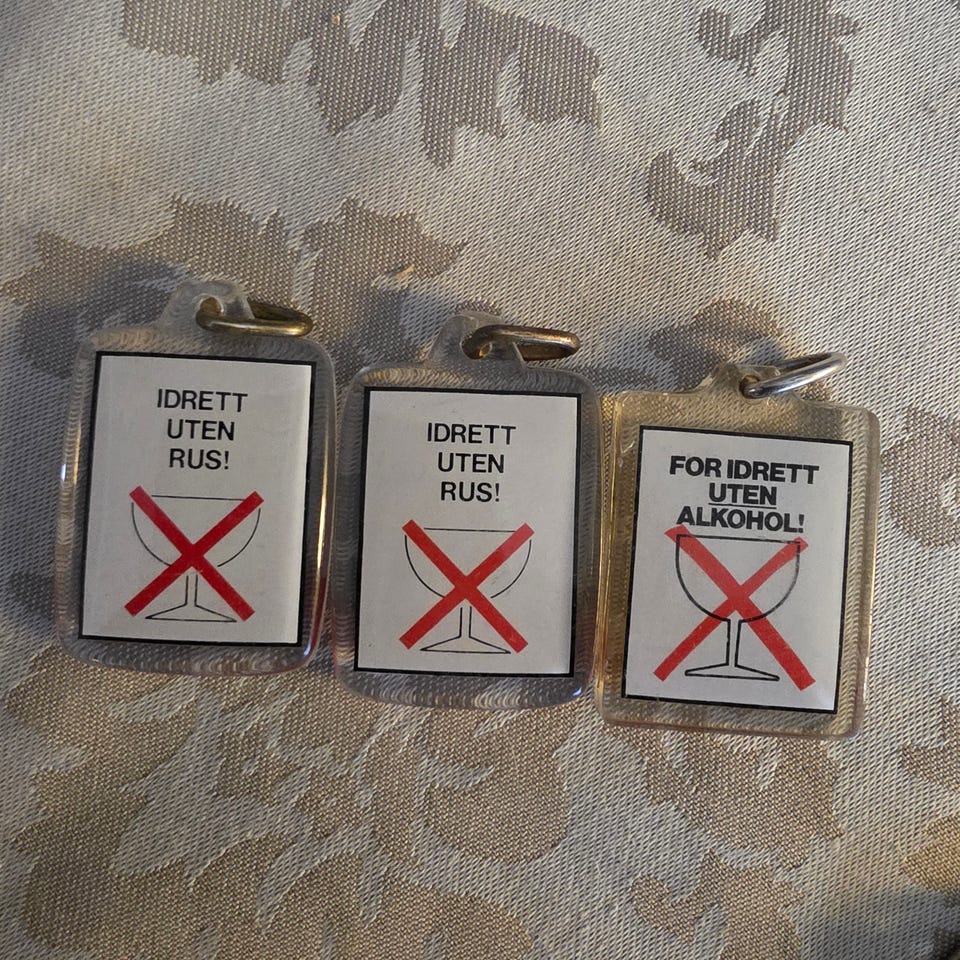 IDRETT
UTEN
RUS!
IDRETT
UTEN
RUS!
FOR IDRETT
UTEN
ALKOHOL!